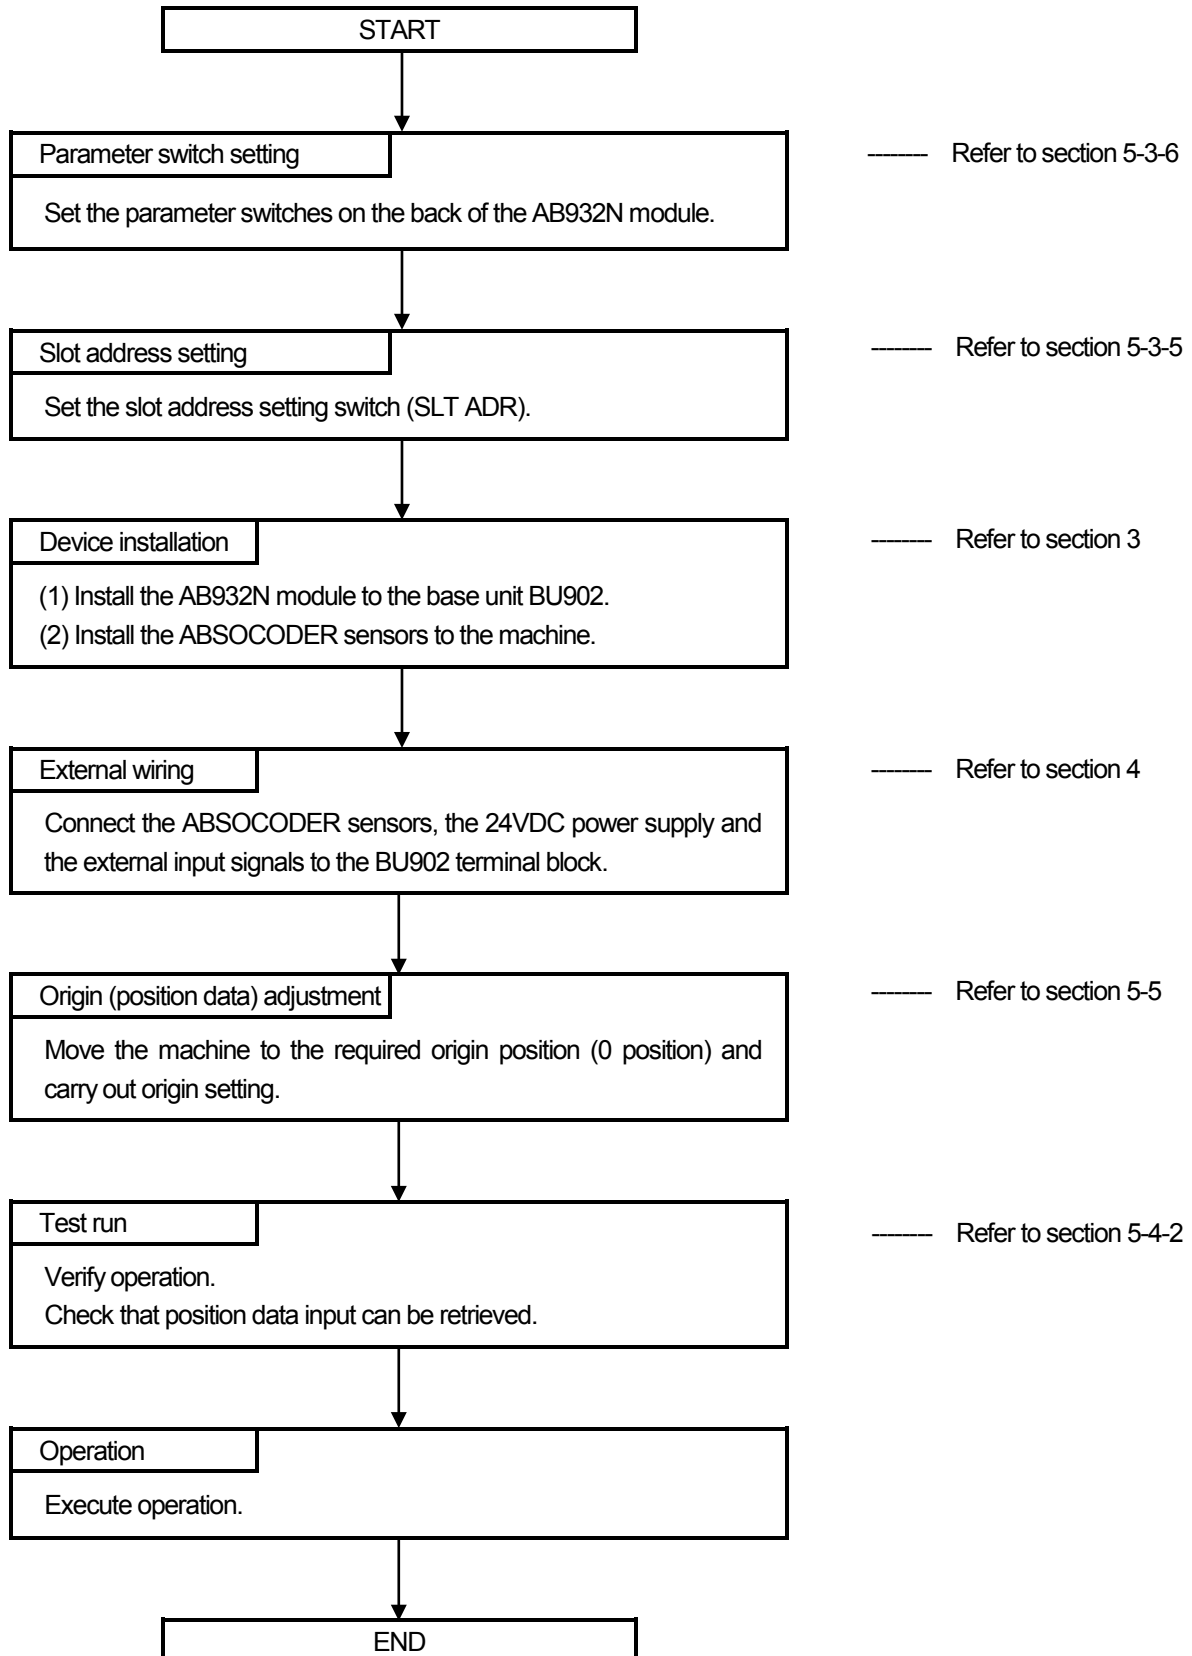 START
Parameter switch setting
-------- Refer to section 5-3-6
Set the parameter switches on the back of the AB932N module.
Slot address setting
-------- Refer to section 5-3-5
Set the slot address setting switch (SLT ADR).
Device installation
-------- Refer to section 3
(1) Install the AB932N module to the base unit BU902.
(2) Install the ABSOCODER sensors to the machine.
External wiring
-------- Refer to section 4
Connect the ABSOCODER sensors, the 24VDC power supply and
the external input signals to the BU902 terminal block.
Origin (position data) adjustment
-------- Refer to section 5-5
Move the machine to the required origin position (0 position) and
carry out origin setting.
Test run
-------- Refer to section 5-4-2
Verify operation.
Check that position data input can be retrieved.
Operation
Execute operation.
END